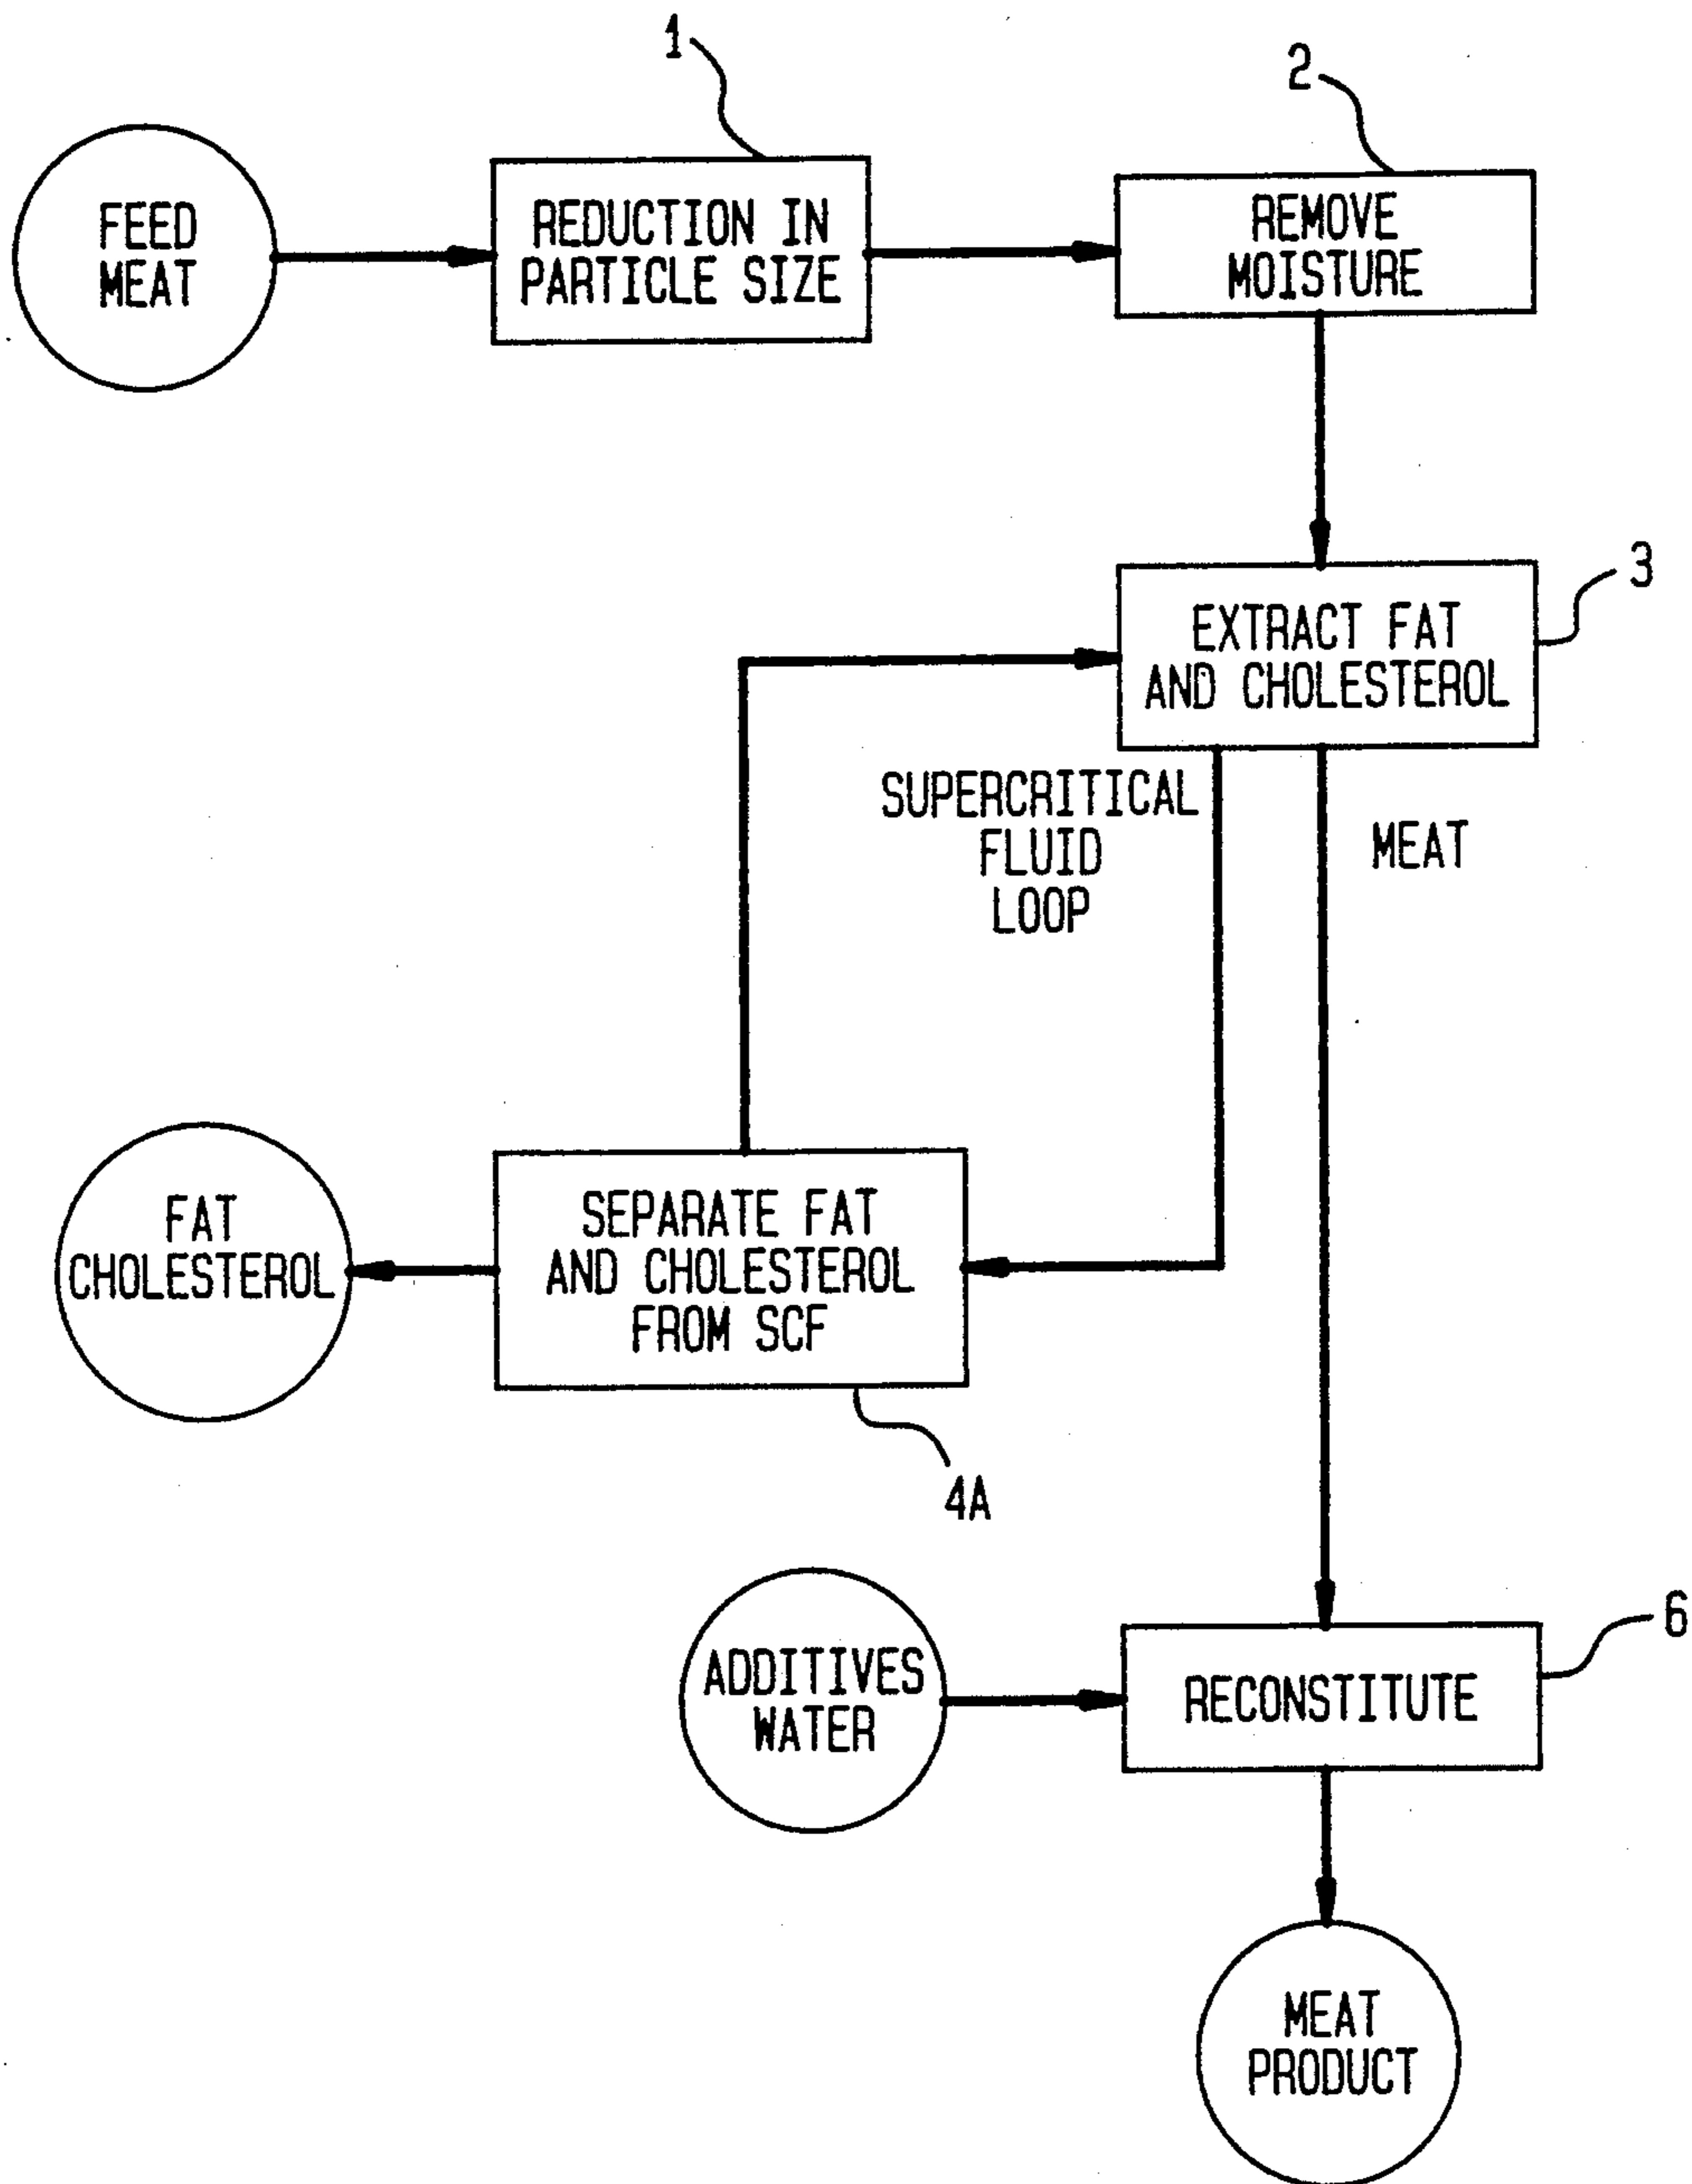 1
2
FEED
MEAT
REDUCTION IN
PARTICLE SIZE
REMOVE
MOISTURE
3
EXTRACT FAT
AND CHOLESTEROL
SUPERCRITICAL
FLUID
LOOP
MEAT
FAT
CHOLESTEROL
SEPARATE FAT
AND CHOLESTEROL
FROM SCF
4A
ADDITIVES
WATER
6
RECONSTITUTE
MEAT
PRODUCT